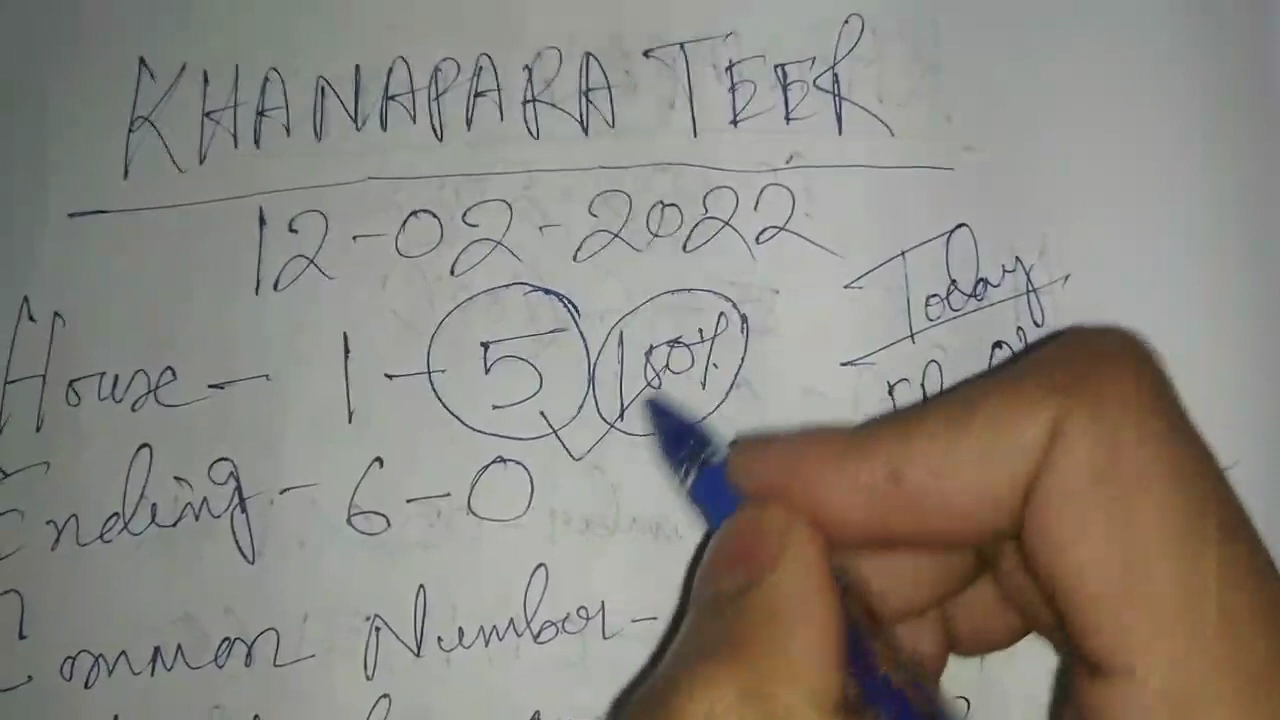 KHANAPARA TEER
12-02-2022
House - 1 - 5 100%
Ending - 6 - 0
Common Number -
Today